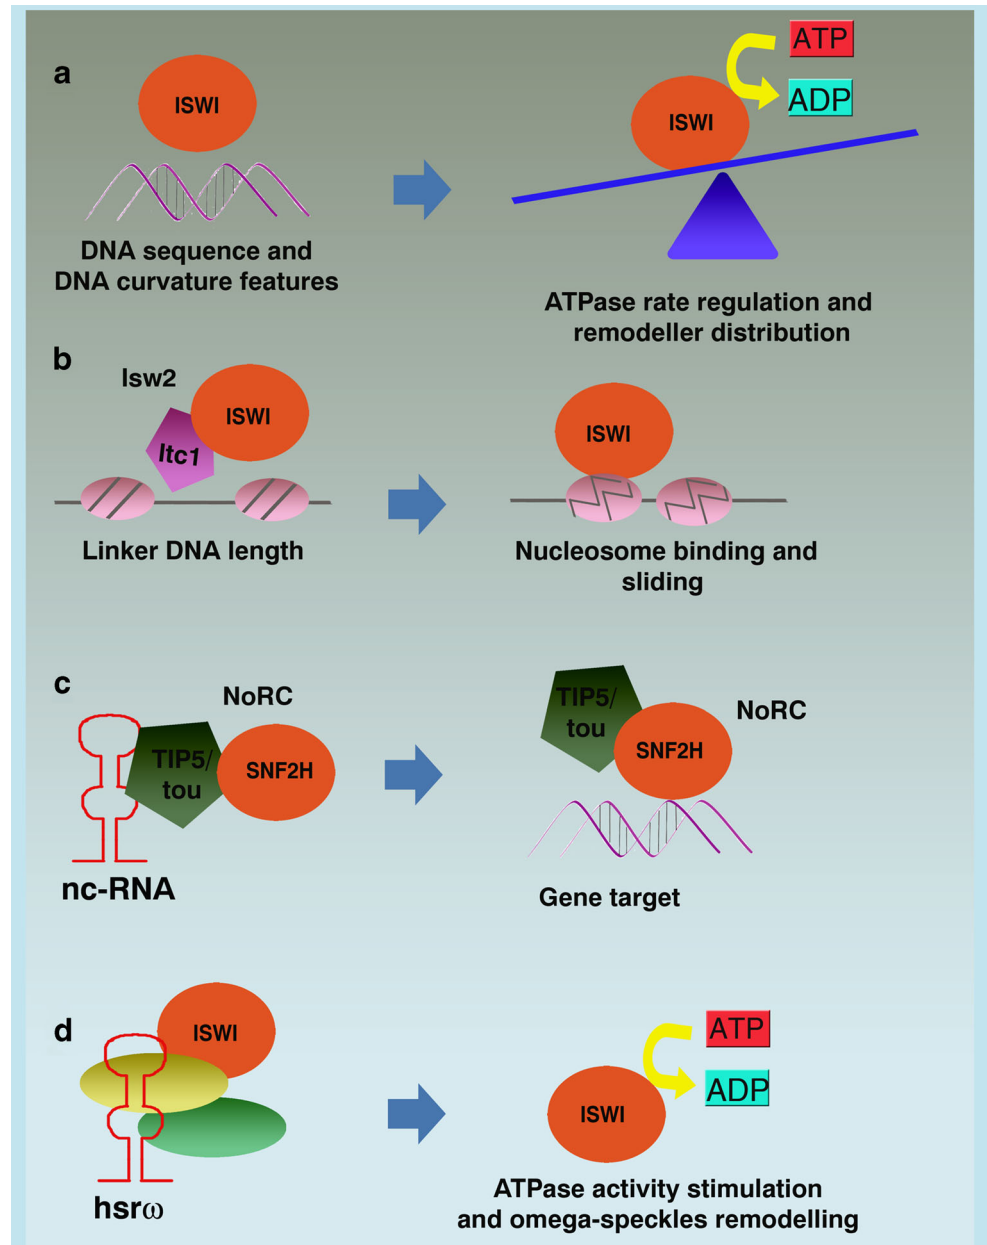 a
ISWI
DNA sequence and
DNA curvature features
ATP
ADP
ISWI
ATPase rate regulation and
remodeller distribution
b
Isw2
ISWI
Itc1
Linker DNA length
ISWI
Nucleosome binding and
sliding
c
NoRC
TIP5/
tou
SNF2H
nc-RNA
TIP5/
tou
NoRC
SNF2H
Gene target
d
ISWI
hsrω
ATP
ADP
ISWI
ATPase activity stimulation
and omega-speckles remodelling